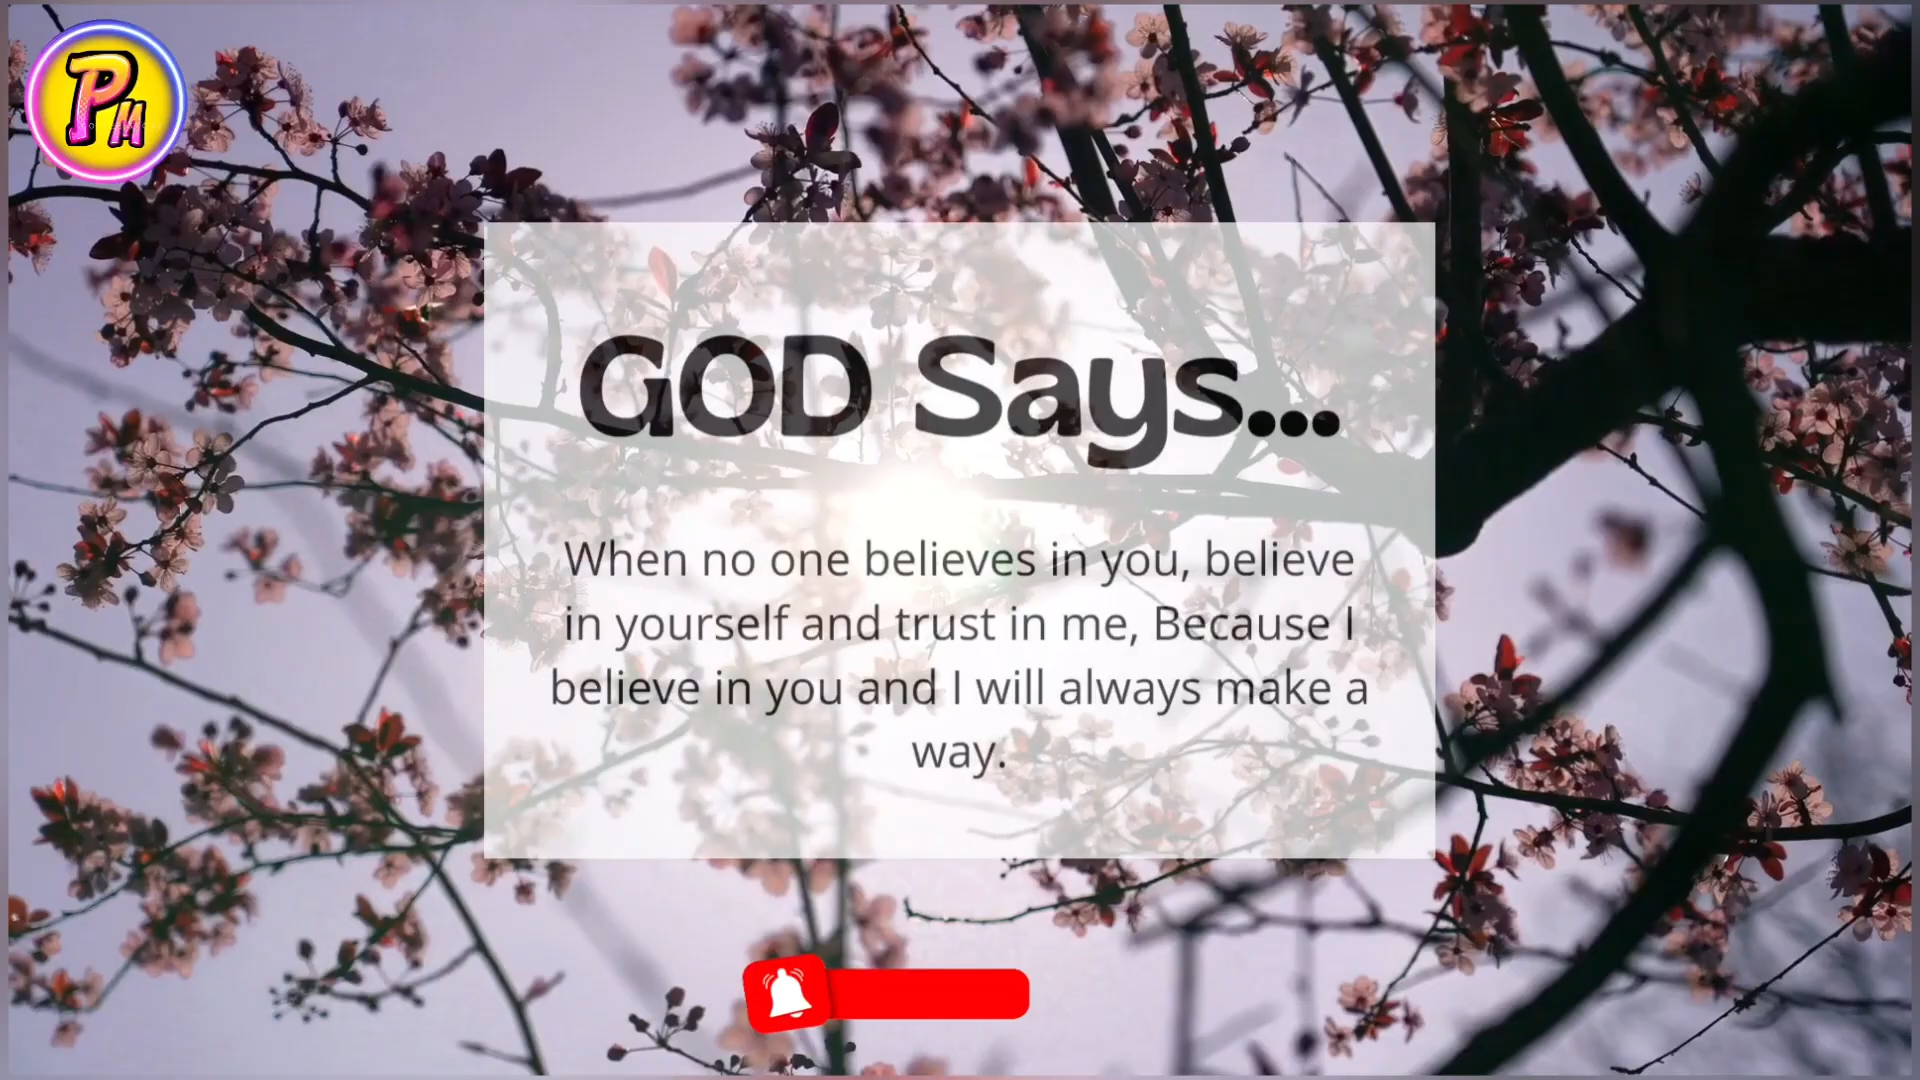 PM
GOD Says...
When no one believes in you, believe
in yourself and trust in me, Because I
believe in you and I will always make a
way.